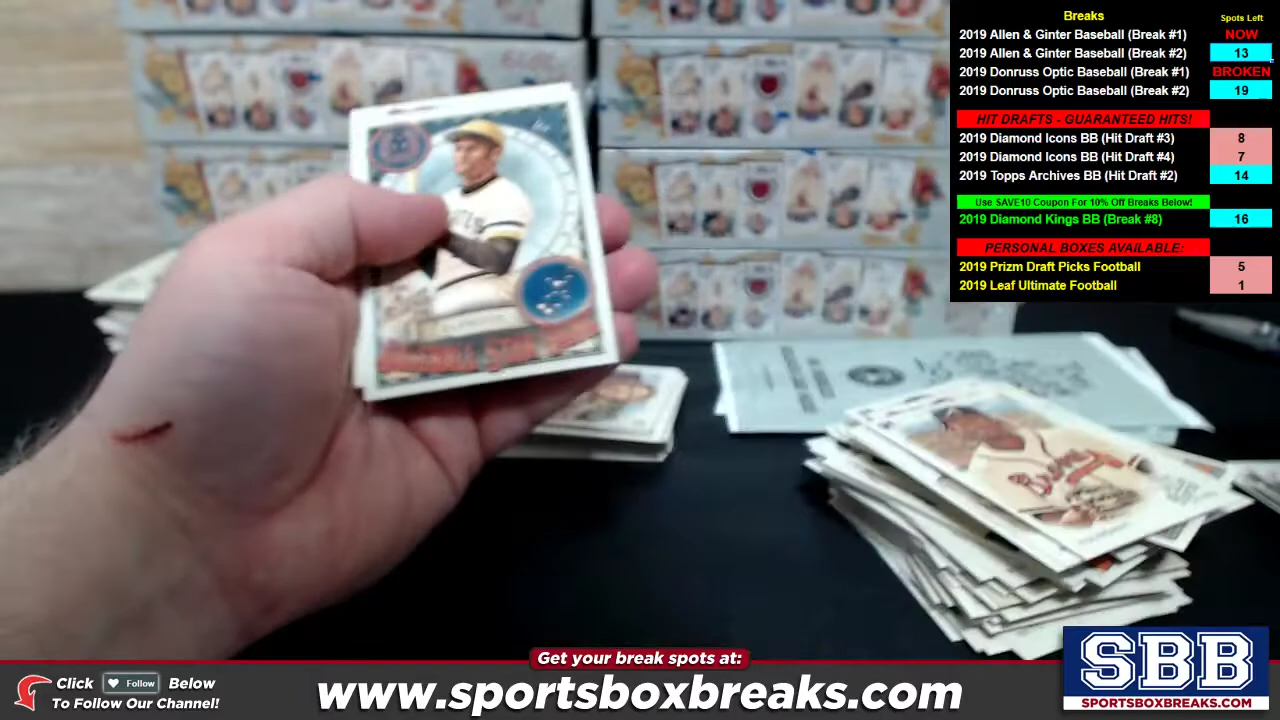 Breaks Spots Left
2019 Allen & Ginter Baseball (Break #1) NOW
2019 Allen & Ginter Baseball (Break #2) 13
2019 Donruss Optic Baseball (Break #1) BROKEN
2019 Donruss Optic Baseball (Break #2) 19
HIT DRAFTS - GUARANTEED HITS!
2019 Diamond Icons BB (Hit Draft #3) 8
2019 Diamond Icons BB (Hit Draft #4) 7
2019 Topps Archives BB (Hit Draft #2) 14
Use SAVE10 Coupon For 10% Off Breaks Below!
2019 Diamond Kings BB (Break #8) 16
PERSONAL BOXES AVAILABLE:
2019 Prizm Draft Picks Football 5
2019 Leaf Ultimate Football 1
BASEBALL STAR
Braves
Get your break spots at:
Click Follow Below
To Follow Our Channel!
www.sportsboxbreaks.com
SBB
SPORTSBOXBREAKS.COM